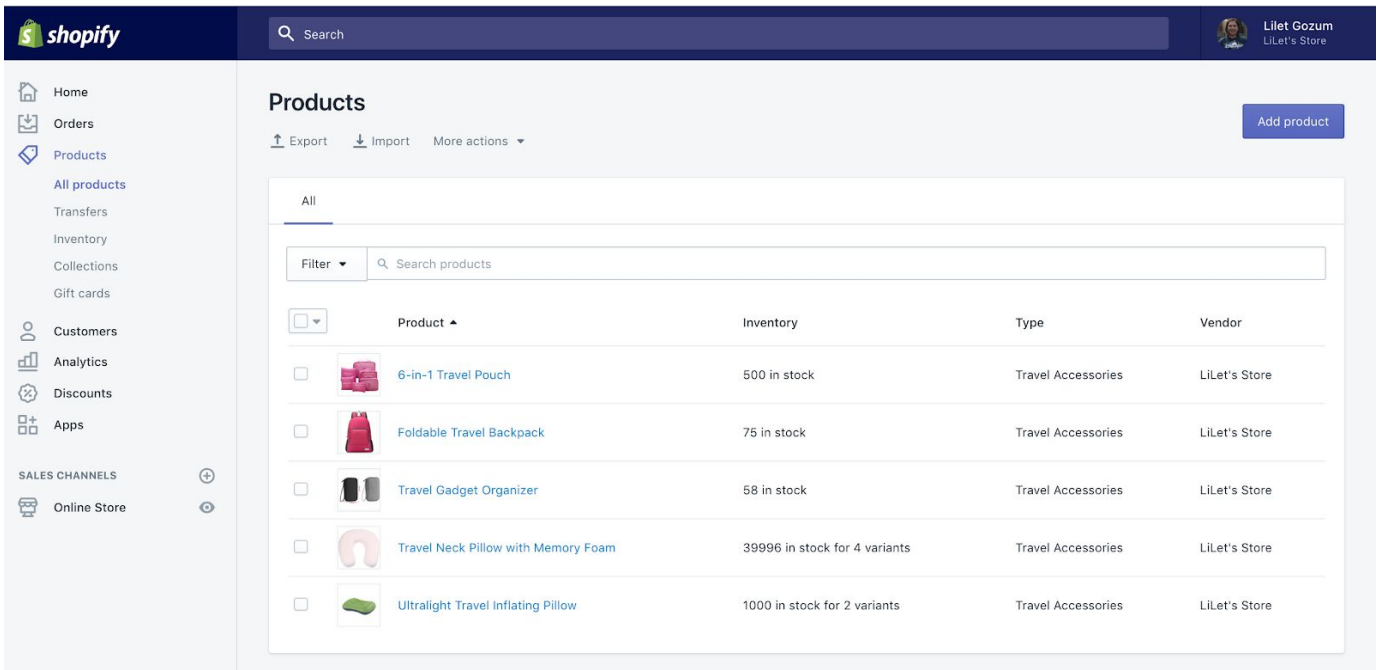 shopify
Search
Lilet Gozum
LiLet's Store
Home
Orders
Products
All products
Transfers
Inventory
Collections
Gift cards
Customers
Analytics
Discounts
Apps
SALES CHANNELS
Online Store
Products
Export Import More actions
Add product
All
Filter Search products
Product Inventory Type Vendor
6-in-1 Travel Pouch 500 in stock Travel Accessories LiLet's Store
Foldable Travel Backpack 75 in stock Travel Accessories LiLet's Store
Travel Gadget Organizer 58 in stock Travel Accessories LiLet's Store
Travel Neck Pillow with Memory Foam 39996 in stock for 4 variants Travel Accessories LiLet's Store
Ultralight Travel Inflating Pillow 1000 in stock for 2 variants Travel Accessories LiLet's Store